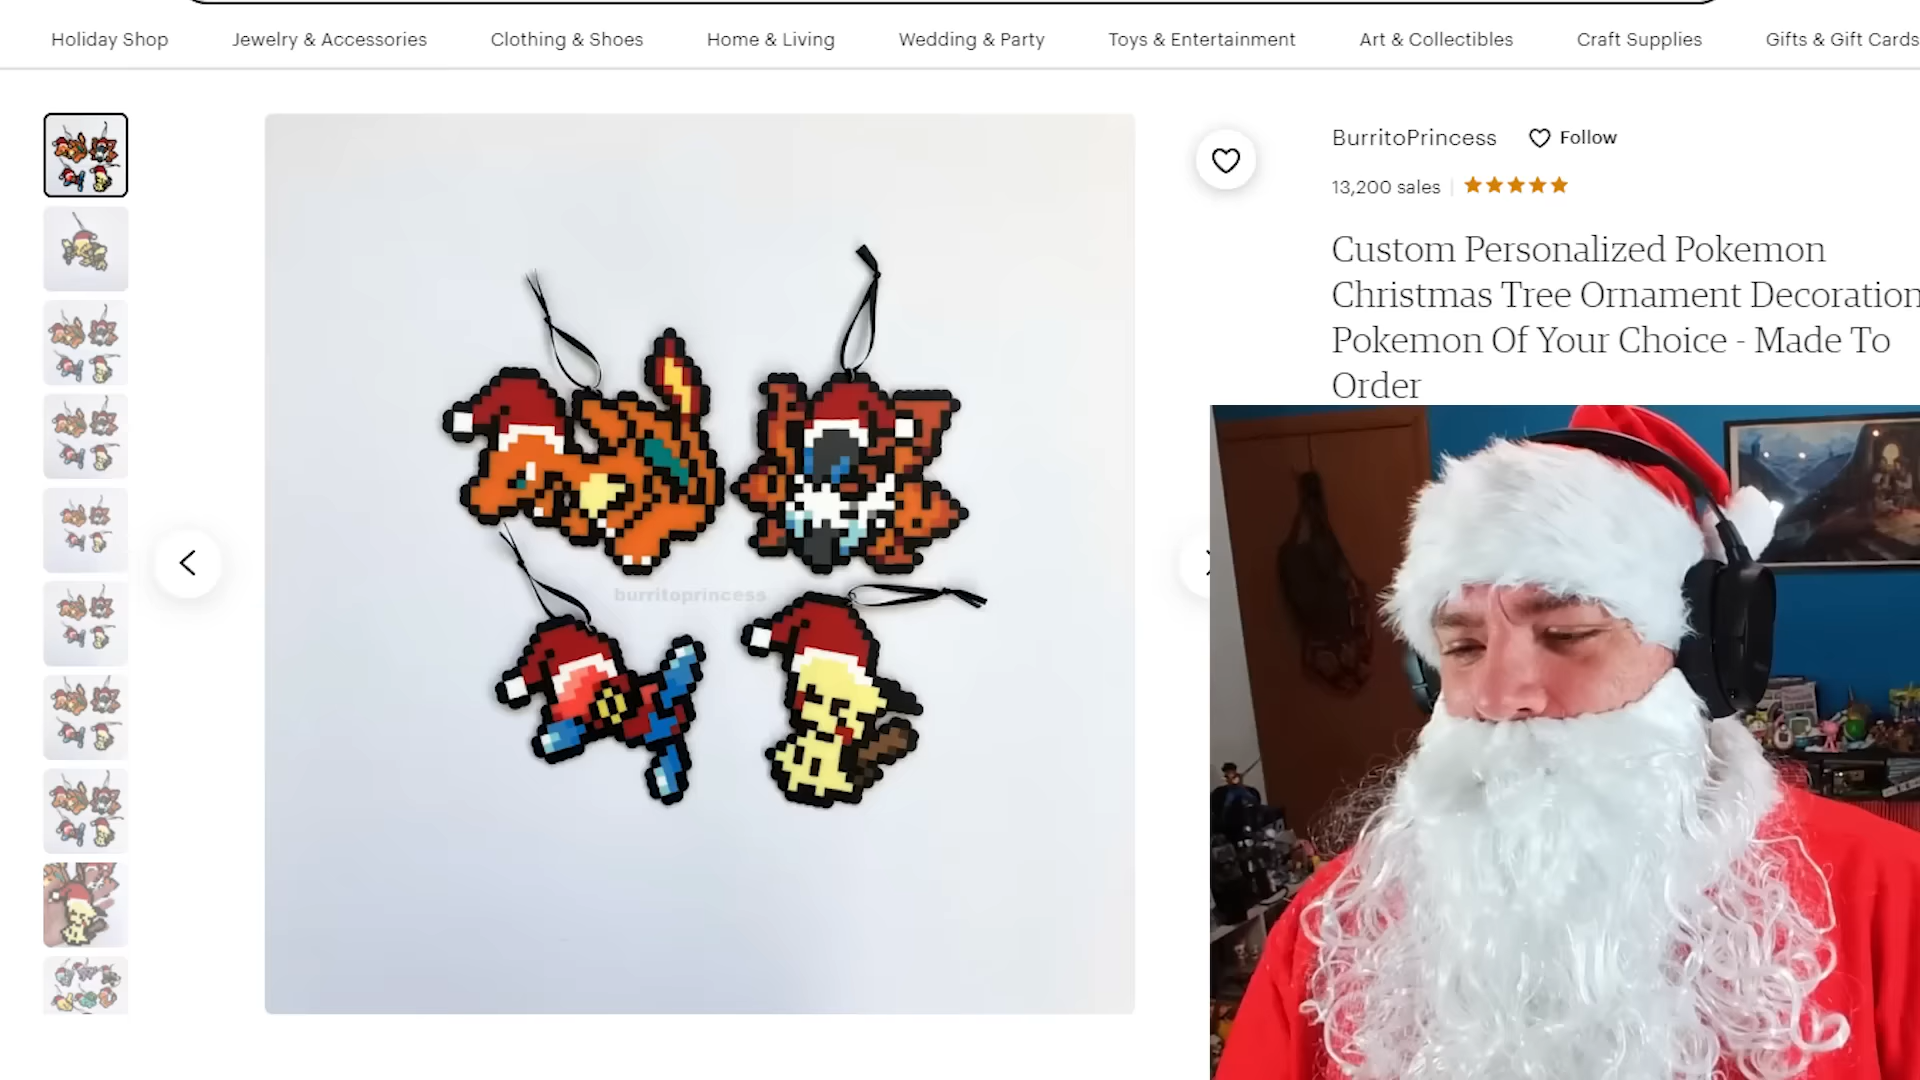 Holiday Shop
Jewelry & Accessories
Clothing & Shoes
Home & Living
Wedding & Party
Toys & Entertainment
Art & Collectibles
Craft Supplies
Gifts & Gift Cards
BurritoPrincess
Follow
13,200 sales
Custom Personalized Pokemon
Christmas Tree Ornament Decoration
Pokemon Of Your Choice - Made To
Order
burritoprincess